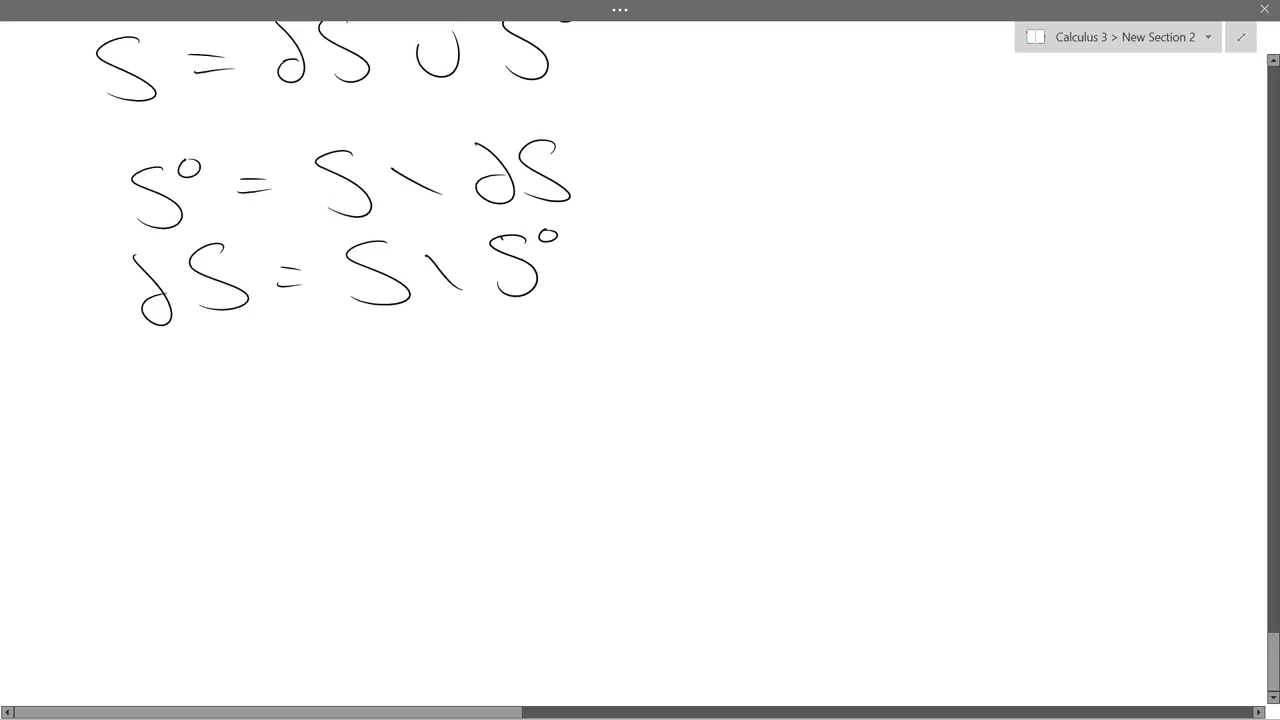 Calculus 3 > New Section 2
S = ∂S ∪ S°
S° = S \ ∂S
∂S = S \ S°